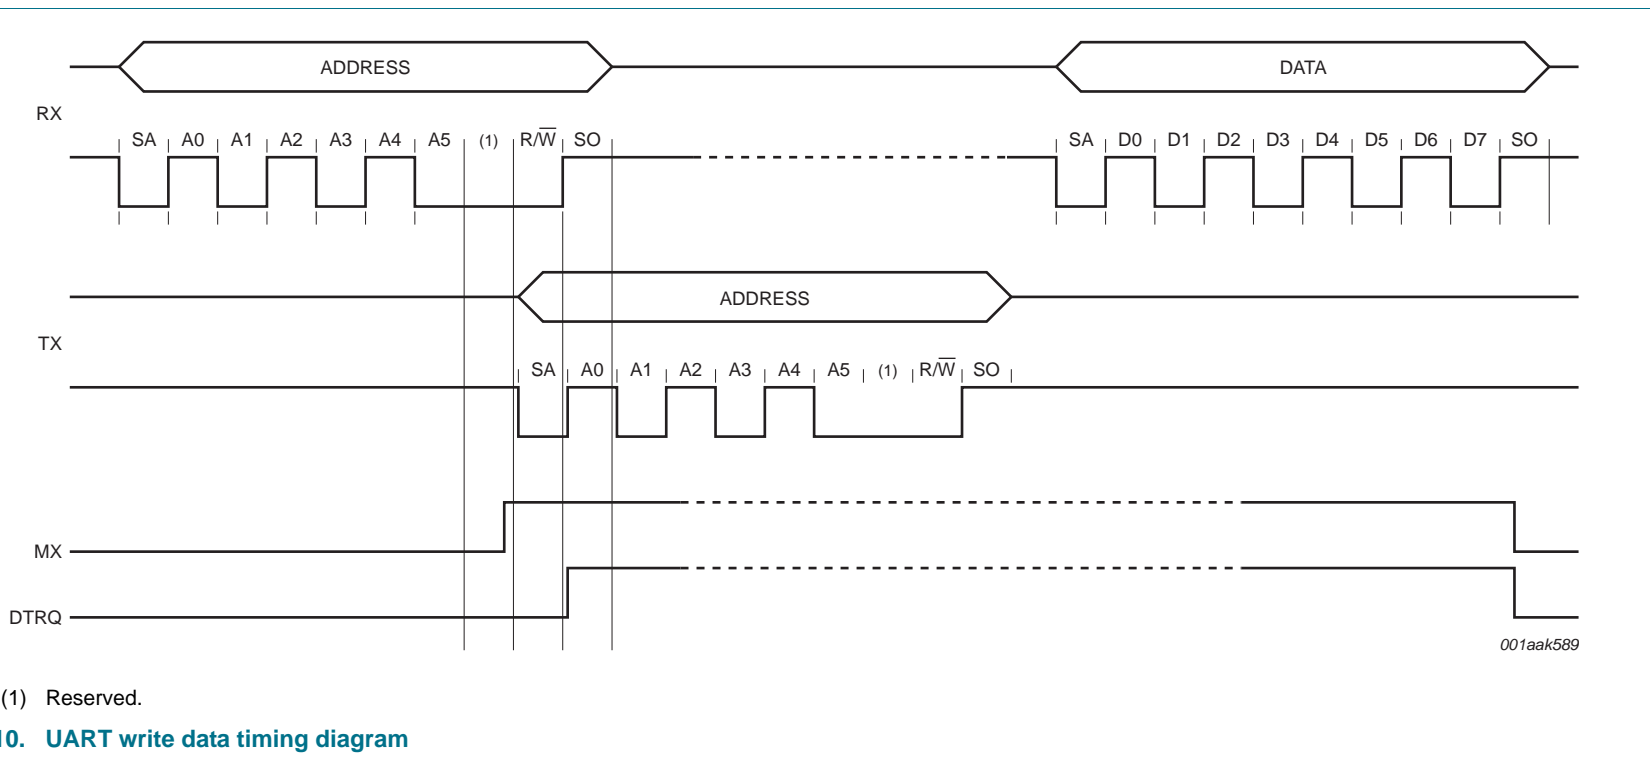 ADDRESS DATA
RX
SA A0 A1 A2 A3 A4 A5 (1) R/W̅ SO SA D0 D1 D2 D3 D4 D5 D6 D7 SO
ADDRESS
TX
SA A0 A1 A2 A3 A4 A5 (1) R/W̅ SO
MX
DTRQ
001aak589
(1) Reserved.
10. UART write data timing diagram